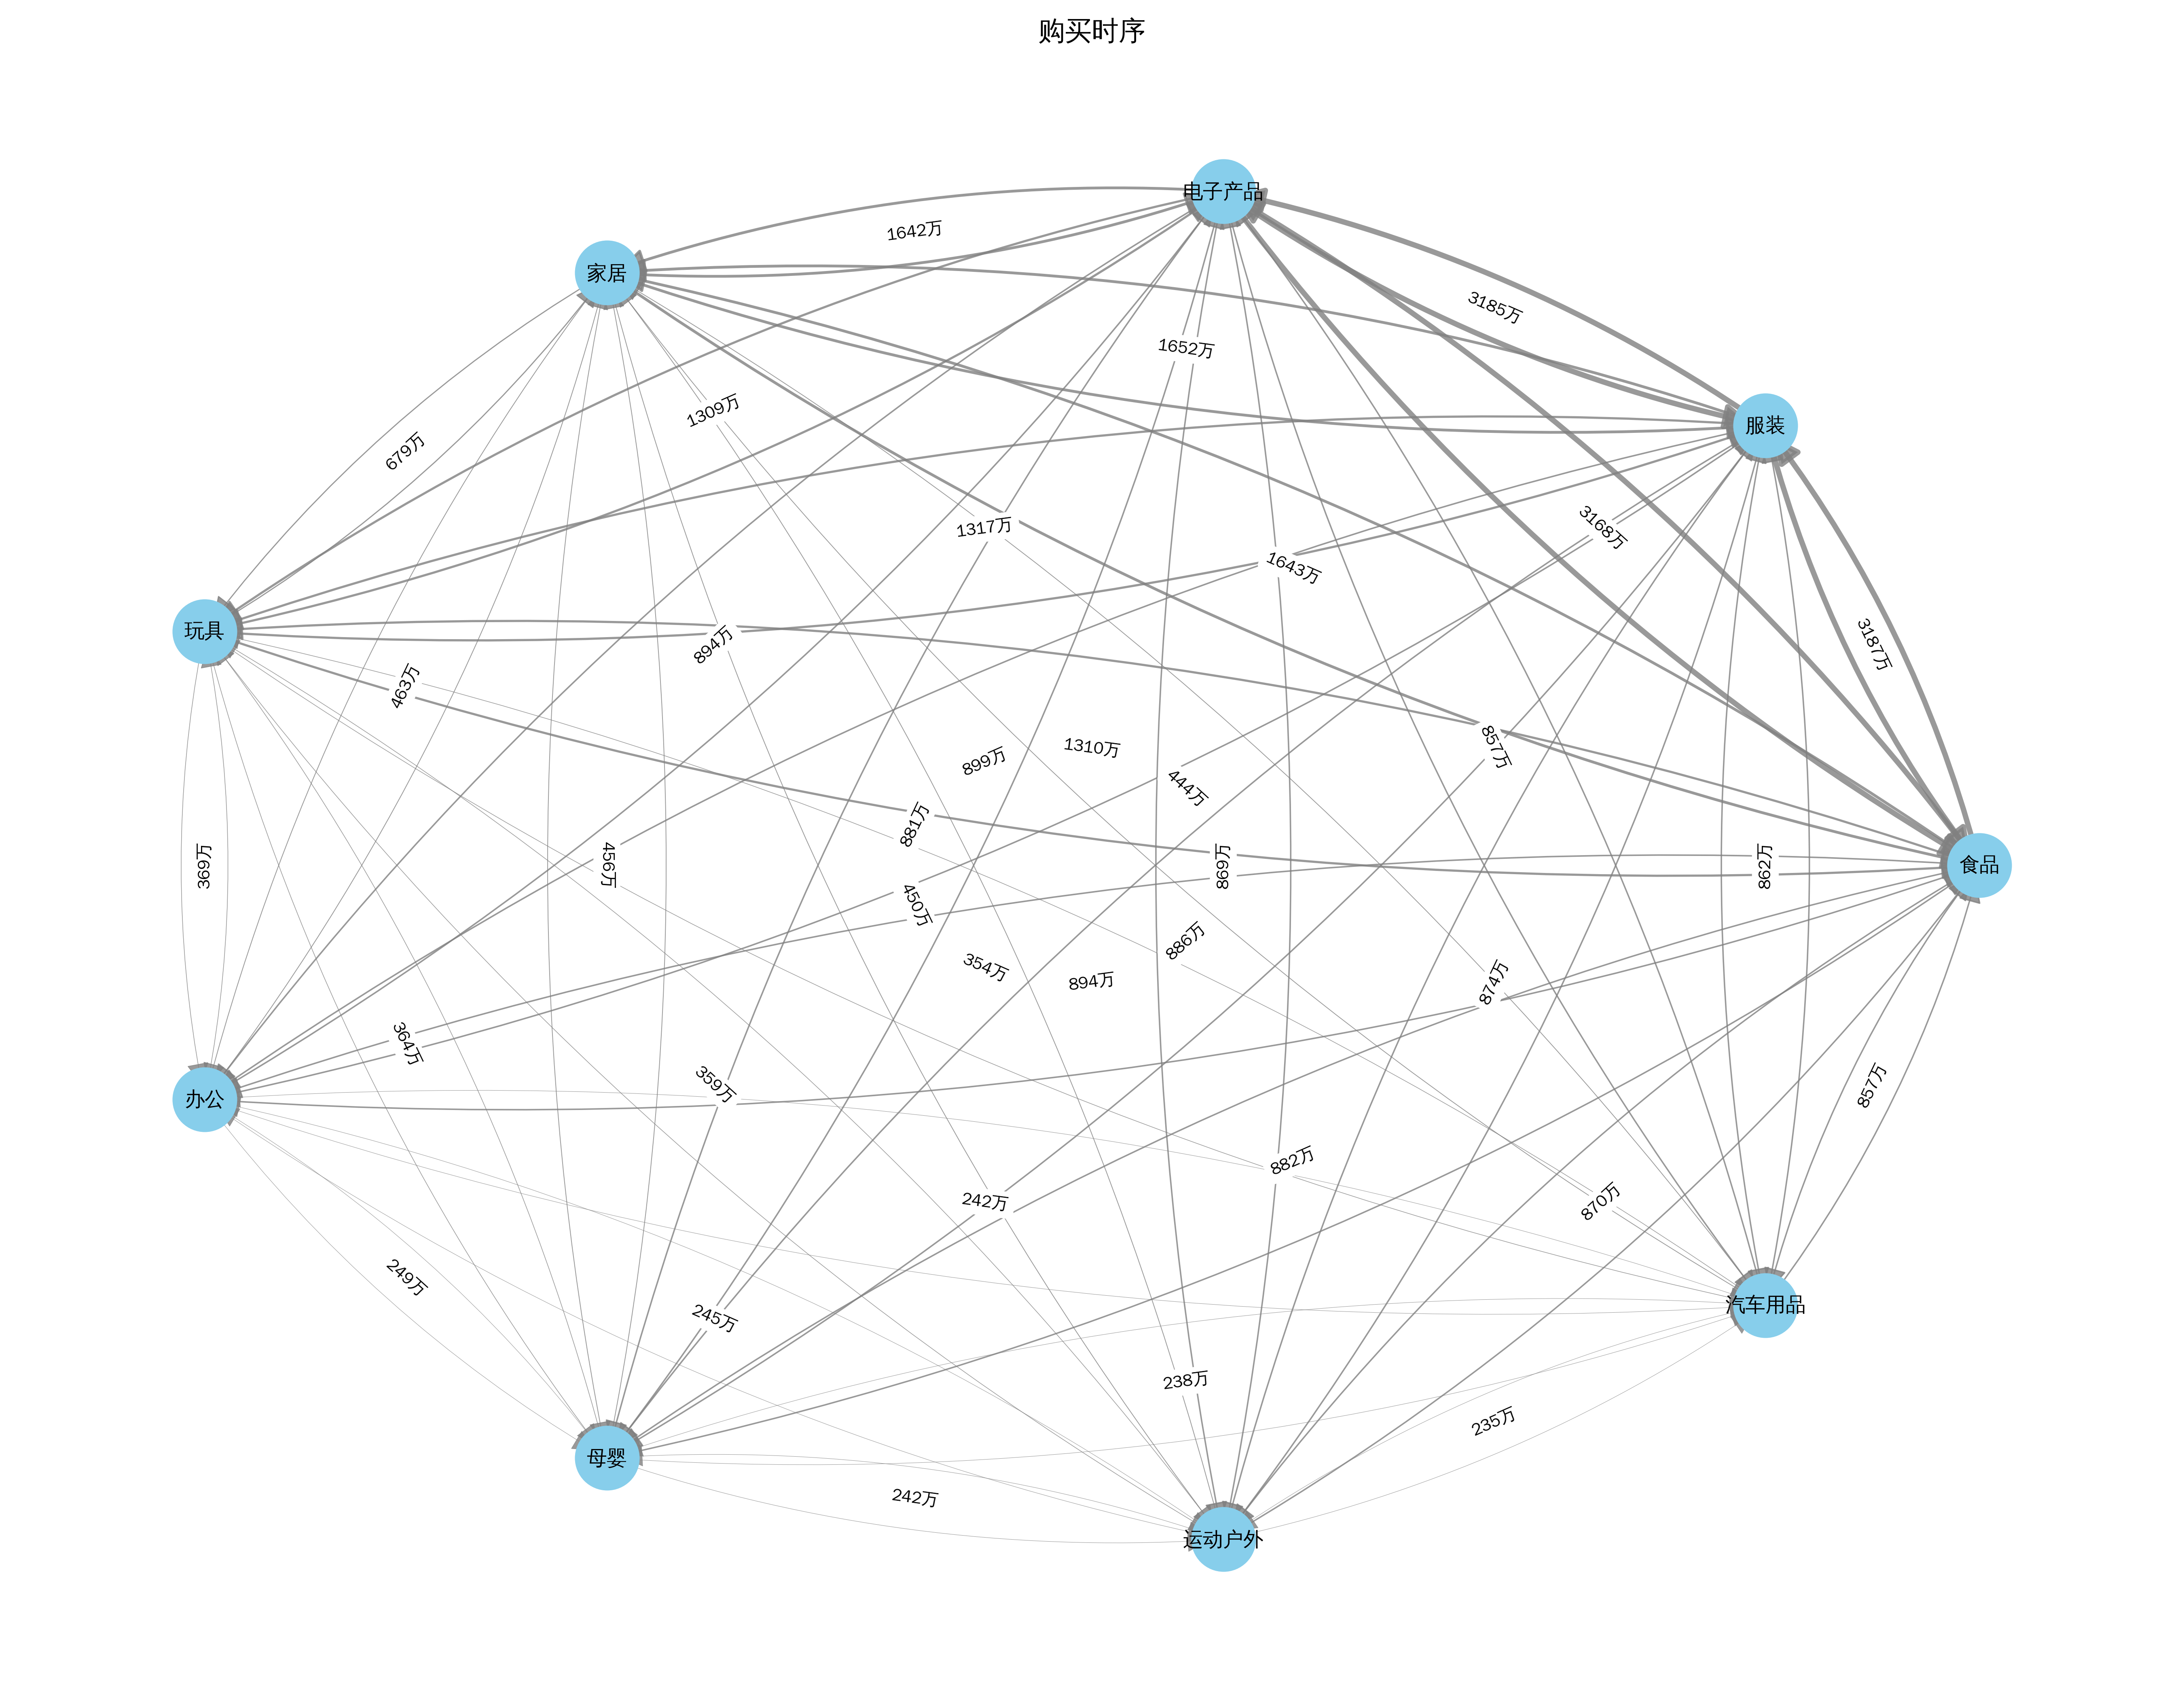 购买时序
电子产品
1642万
家居
3185万
1652万
1309万
服装
679万
1317万
3168万
1643万
玩具
894万
3187万
463万
899万
1310万
857万
444万
881万
369万
456万
869万
862万
食品
450万
886万
354万
894万
874万
364万
359万
857万
办公
882万
242万
870万
249万
汽车用品
245万
238万
235万
母婴
242万
运动户外